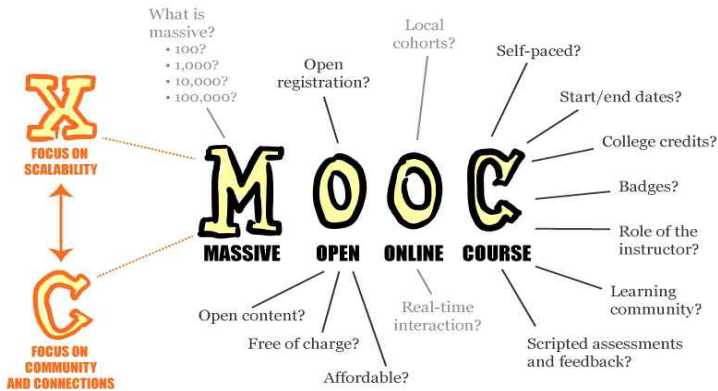 What is
massive?
• 100?
• 1,000?
• 10,000?
• 100,000?
Local
cohorts?
Open
registration?
Self-paced?
Start/end dates?
College credits?
Badges?
Role of the
instructor?
Learning
community?
Scripted assessments
and feedback?
X
FOCUS ON
SCALABILITY
C
FOCUS ON
COMMUNITY
AND CONNECTIONS
MOOC
MASSIVE OPEN ONLINE COURSE
Open content?
Free of charge?
Affordable?
Real-time
interaction?